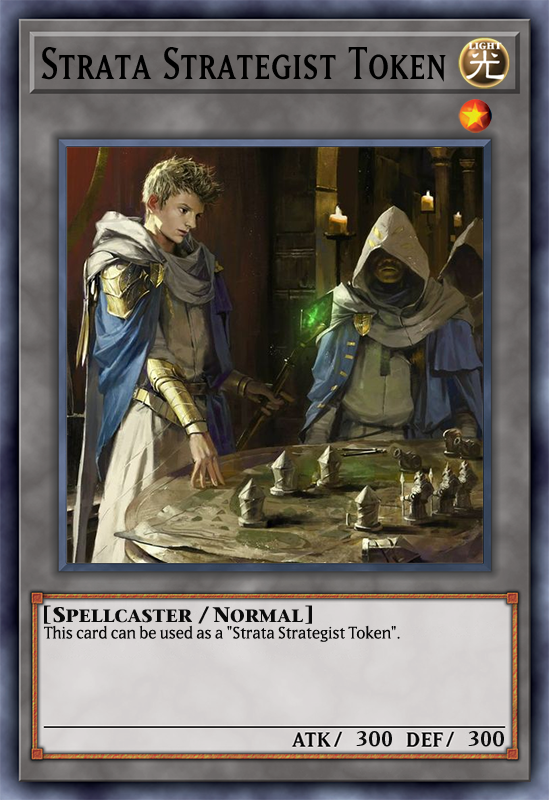 Strata Strategist Token
LIGHT
光
[Spellcaster / Normal]
This card can be used as a "Strata Strategist Token".
ATK/ 300 DEF/ 300